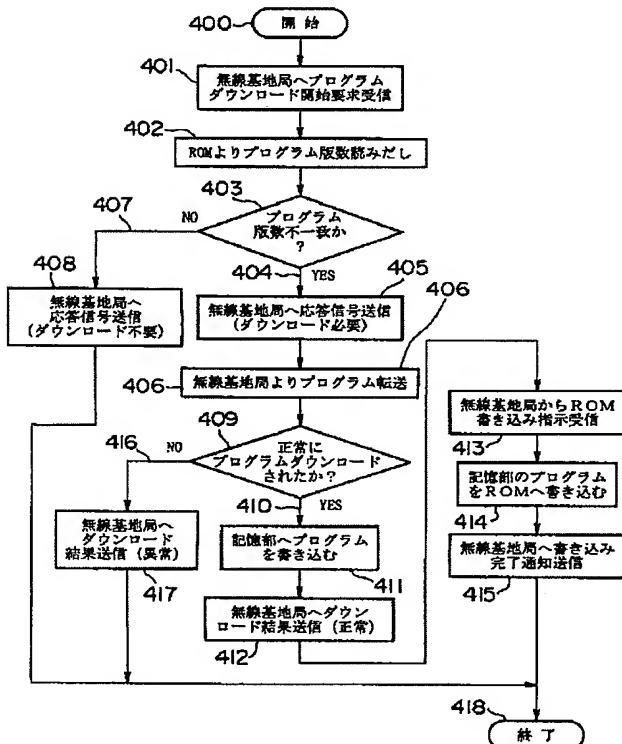 400
開 始
401
無線基地局へプログラム
ダウンロード開始要求受信
402
ROMよりプログラム版数読みだし
403
プログラム
版数不一致か
?
407
NO
404
YES
408
無線基地局へ
応答信号送信
(ダウンロード不要)
405
無線基地局へ応答信号送信
(ダウンロード必要)
406
406
無線基地局よりプログラム転送
409
正常に
プログラムダウンロード
されたか?
416
NO
410
YES
無線基地局へ
ダウンロード
結果送信(異常)
417
記憶部へプログラム
を書き込む
411
無線基地局へダウン
ロード結果送信(正常)
412
無線基地局からROM
書き込み指示受信
413
記憶部のプログラム
をROMへ書き込む
414
無線基地局へ書き込み
完了通知送信
415
418
終 了